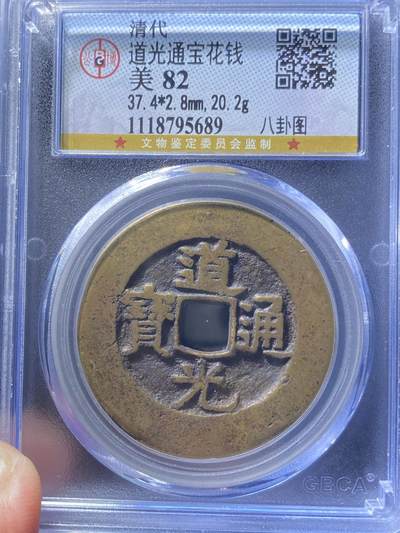 清代
道光通宝花钱
美 82
37.4*2.8mm,20.2g
1118795689 八卦图
★ 文物鉴定委员会监制 ★
道
寶 通
光
GBCA®